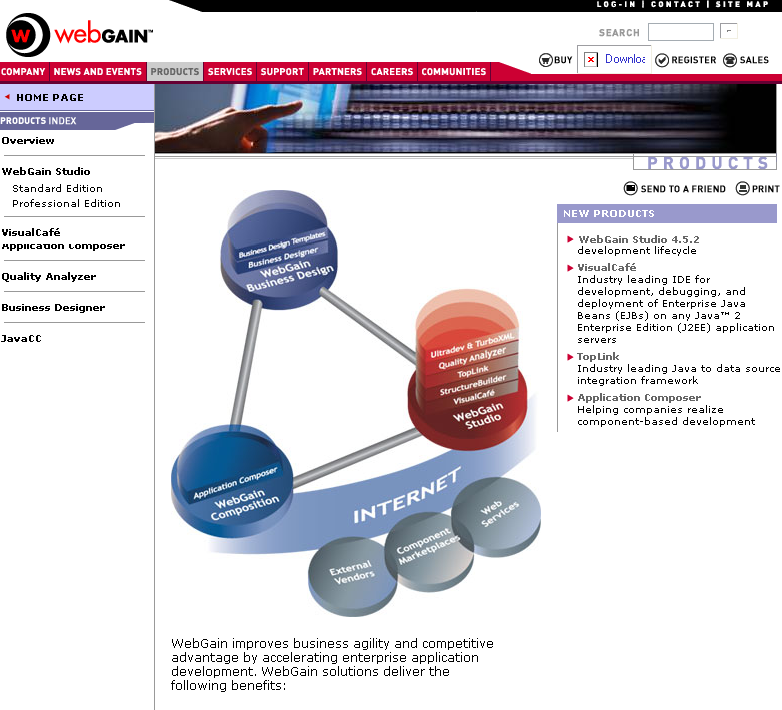 LOG-IN | CONTACT | SITE MAP
W webGAIN™
SEARCH
BUY Downloa REGISTER SALES
COMPANY NEWS AND EVENTS PRODUCTS SERVICES SUPPORT PARTNERS CAREERS COMMUNITIES
HOME PAGE
PRODUCTS INDEX
Overview
WebGain Studio
Standard Edition
Professional Edition
VisualCafé
Application Composer
Quality Analyzer
Business Designer
JavaCC
PRODUCTS
SEND TO A FRIEND PRINT
Business Design Templates
Business Designer
WebGain
Business Design
Ultradev & TurboXML
Quality Analyzer
TopLink
StructureBuilder
VisualCafé
WebGain
Studio
Application Composer
WebGain
Composition
INTERNET
Web
Services
Component
Marketplaces
External
Vendors
WebGain improves business agility and competitive
advantage by accelerating enterprise application
development. WebGain solutions deliver the
following benefits:
NEW PRODUCTS
WebGain Studio 4.5.2
development lifecycle
VisualCafé
Industry leading IDE for
development, debugging, and
deployment of Enterprise Java
Beans (EJBs) on any Java™ 2
Enterprise Edition (J2EE) application
servers
TopLink
Industry leading Java to data source
integration framework
Application Composer
Helping companies realize
component-based development